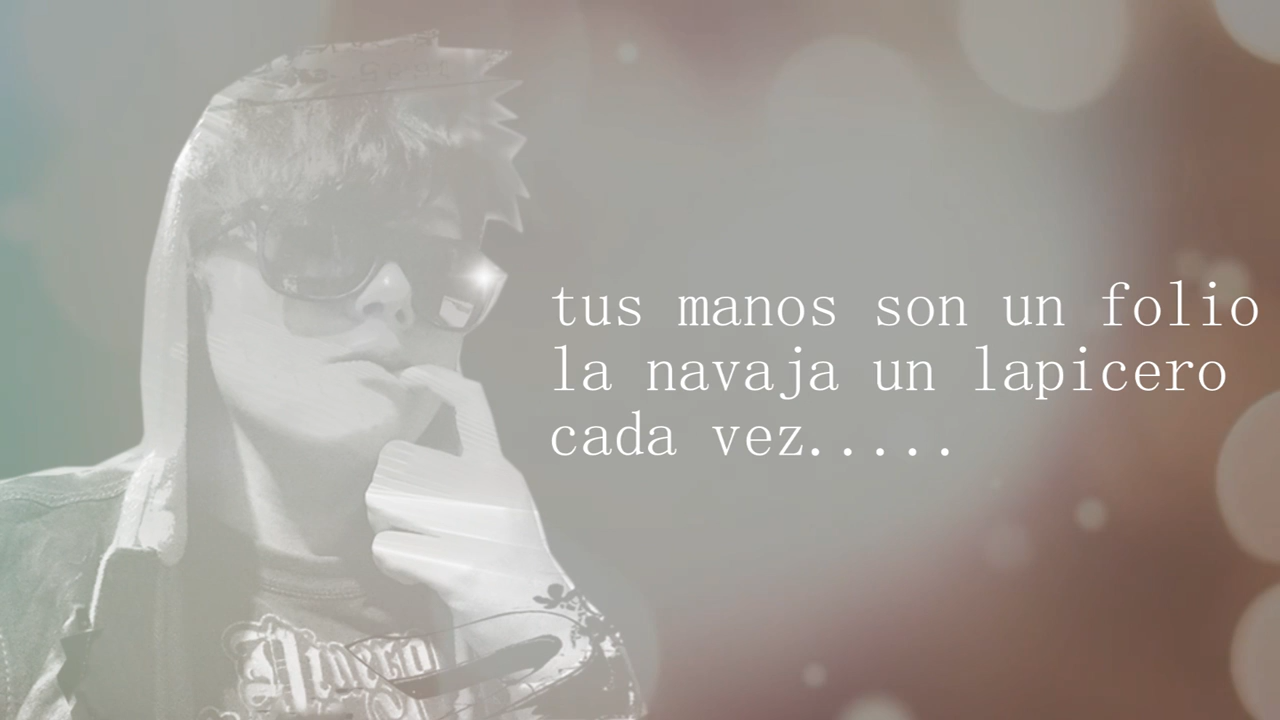 tus manos son un folio
la navaja un lapicero
cada vez.....